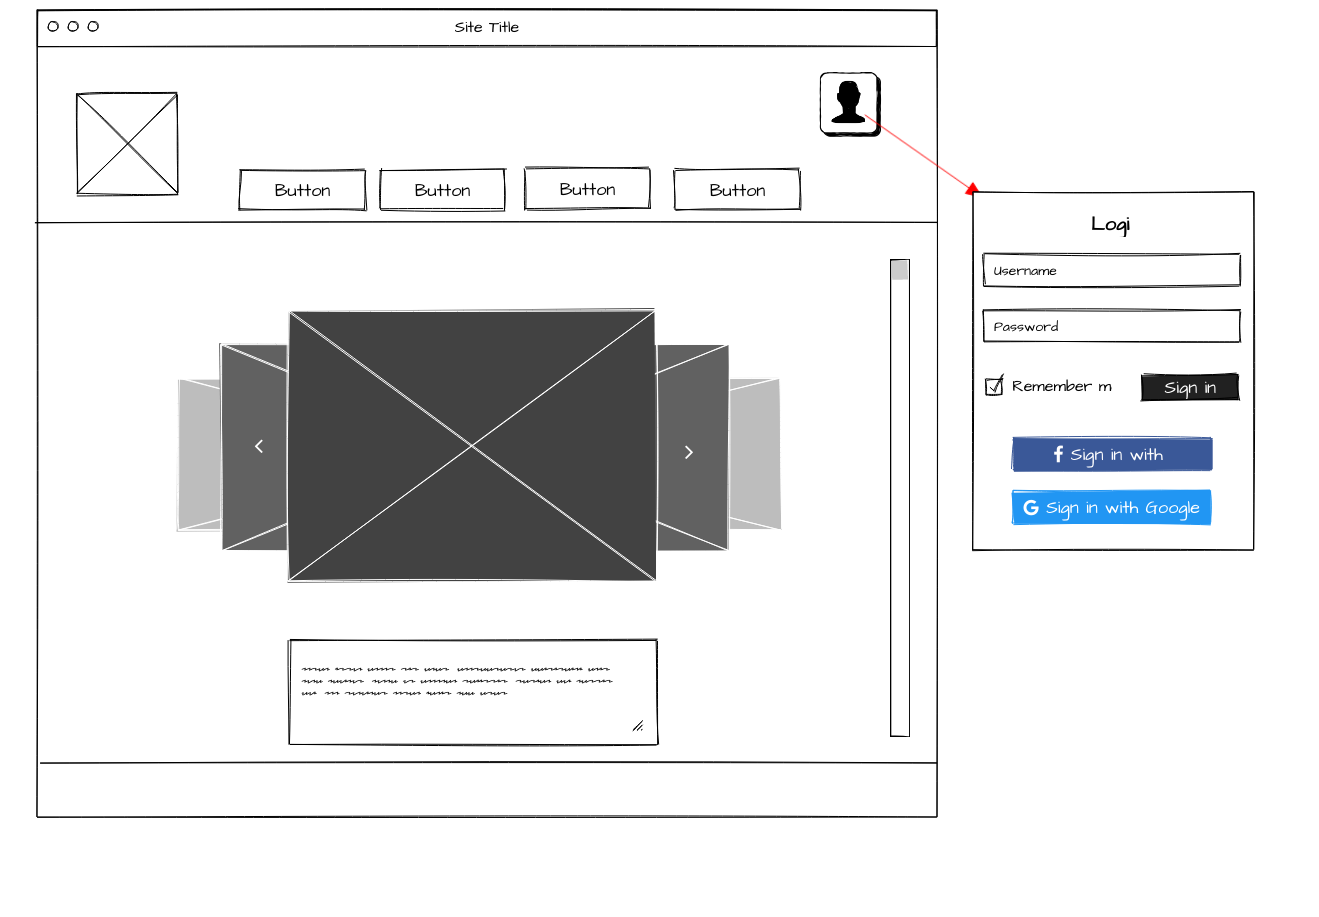 Site Title
Button
Button
Button
Button
Logi
Username
Password
Remember m
Sign in
Sign in with
Sign in with Google